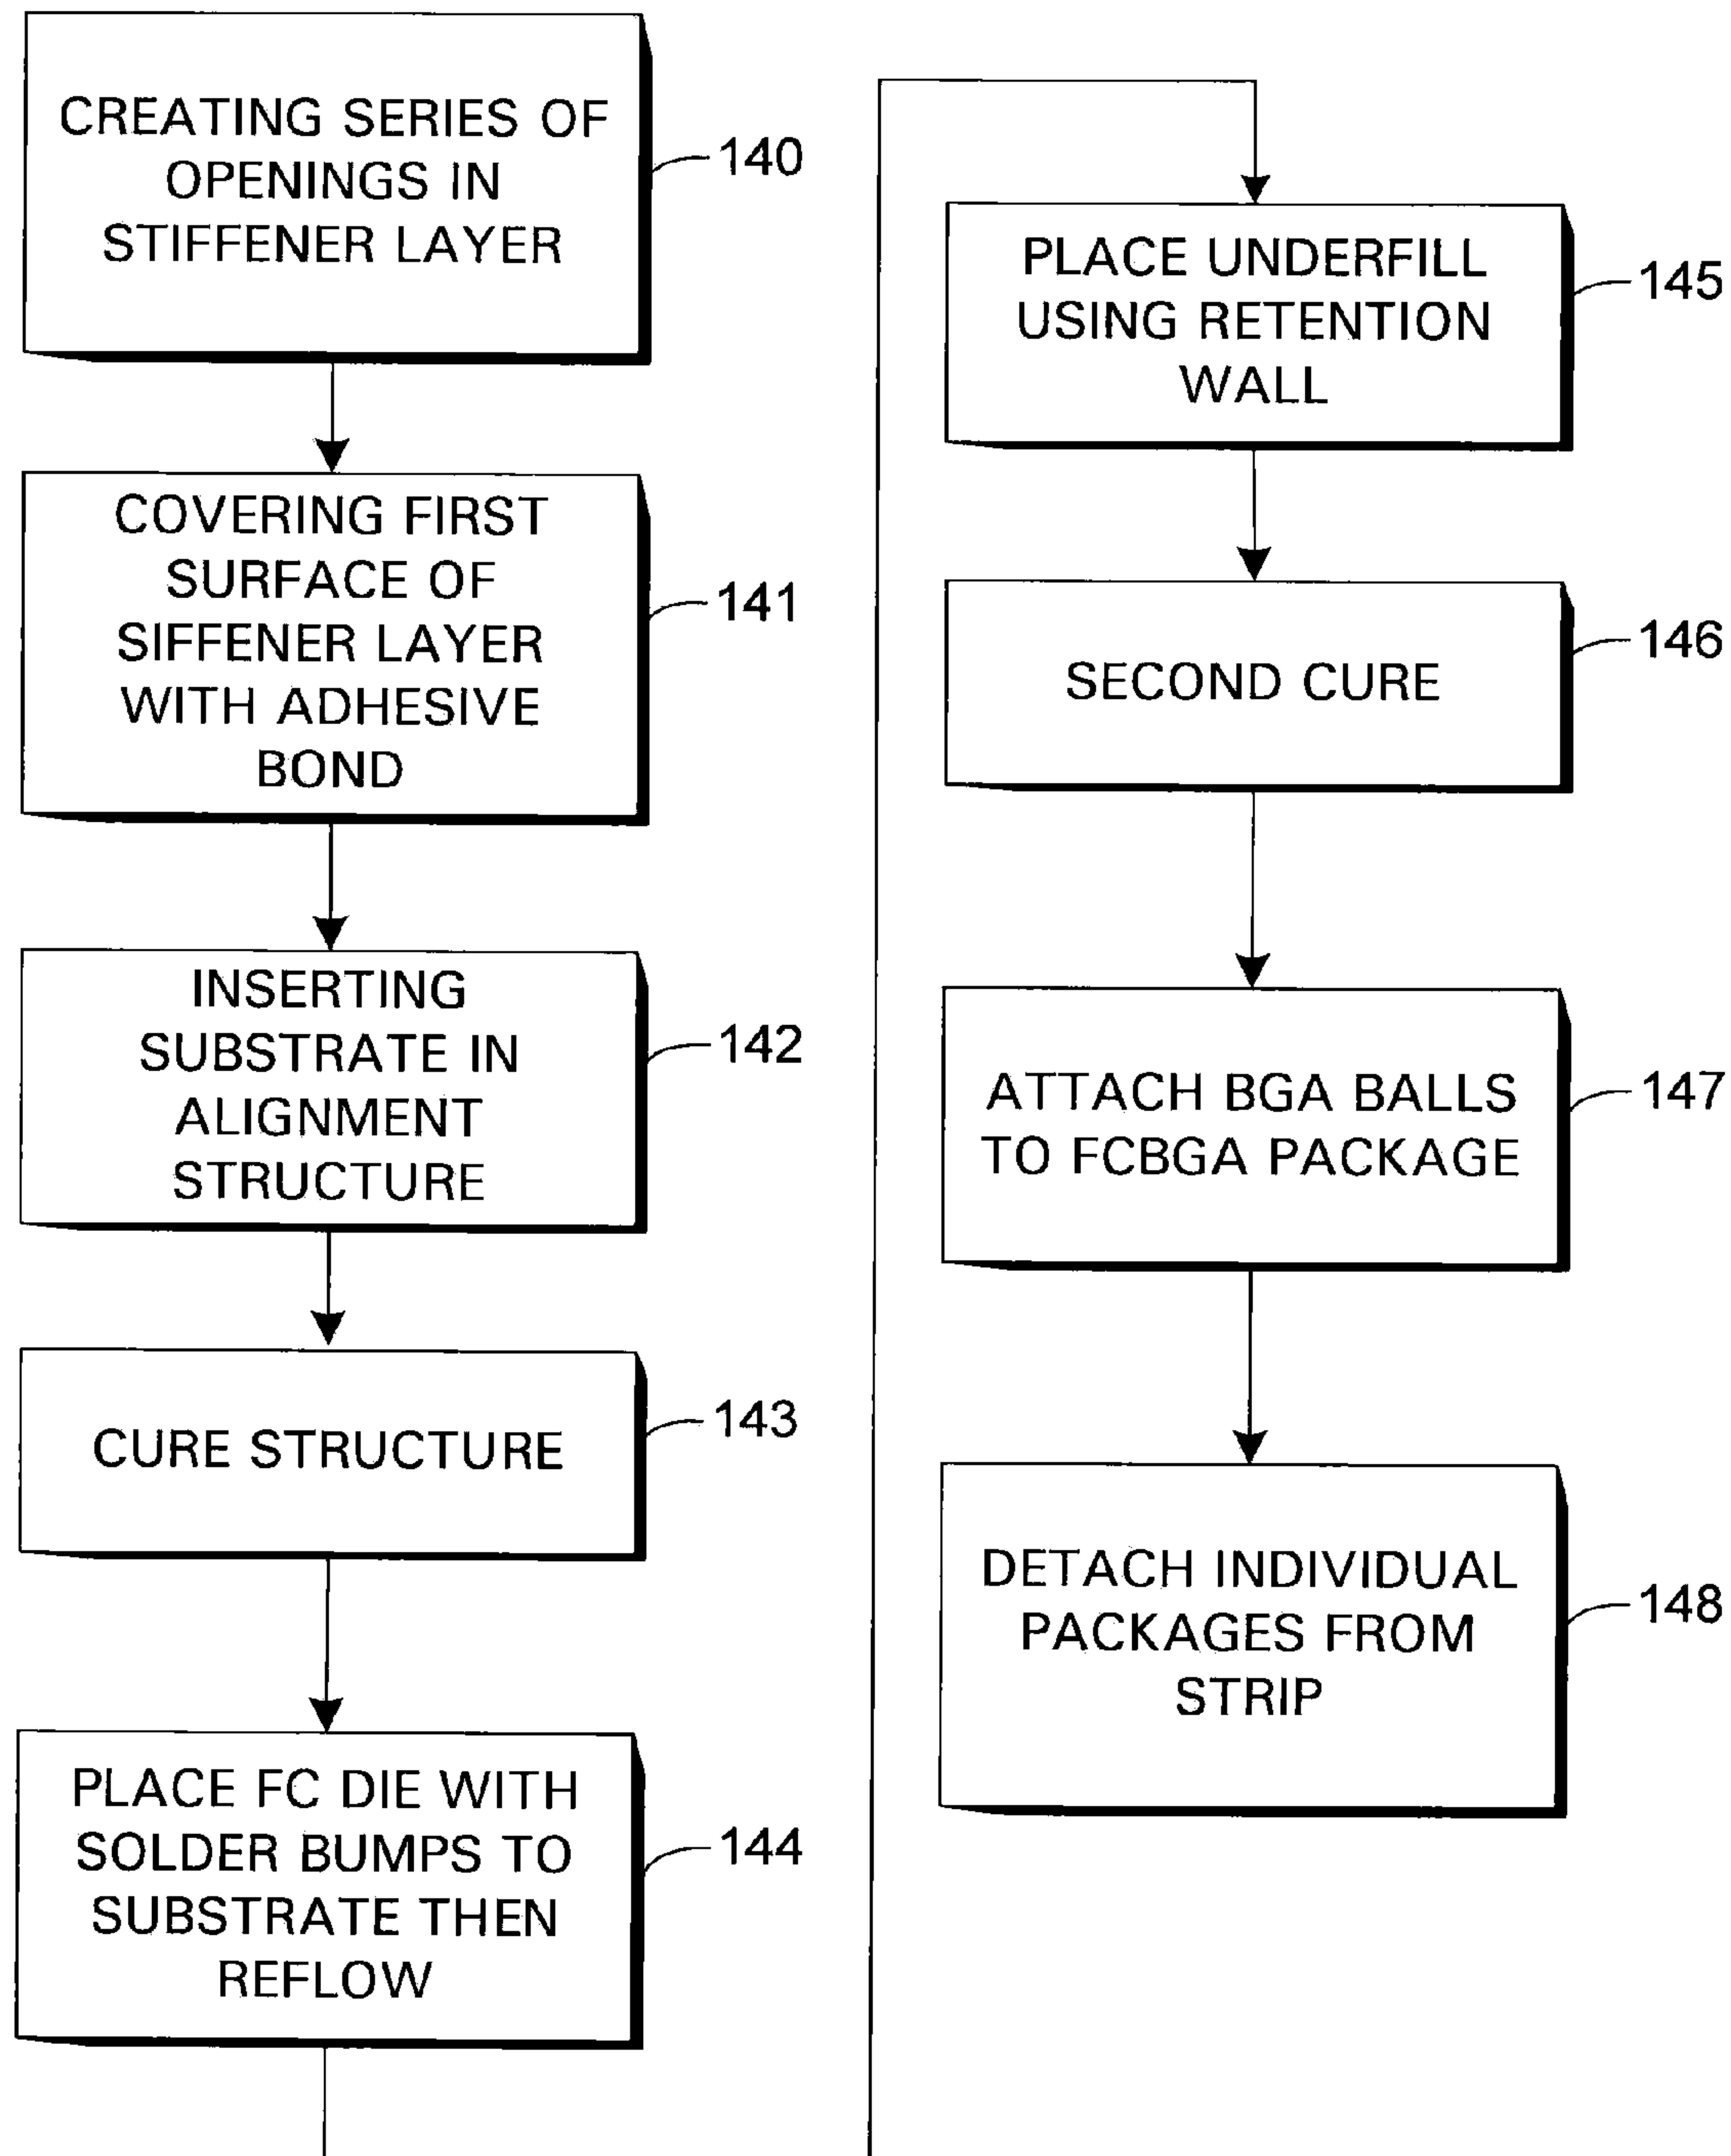 CREATING SERIES OF
OPENINGS IN
STIFFENER LAYER
140
COVERING FIRST
SURFACE OF
SIFFENER LAYER
WITH ADHESIVE
BOND
141
INSERTING
SUBSTRATE IN
ALIGNMENT
STRUCTURE
142
CURE STRUCTURE
143
PLACE FC DIE WITH
SOLDER BUMPS TO
SUBSTRATE THEN
REFLOW
144
PLACE UNDERFILL
USING RETENTION
WALL
145
SECOND CURE
146
ATTACH BGA BALLS
TO FCBGA PACKAGE
147
DETACH INDIVIDUAL
PACKAGES FROM
STRIP
148